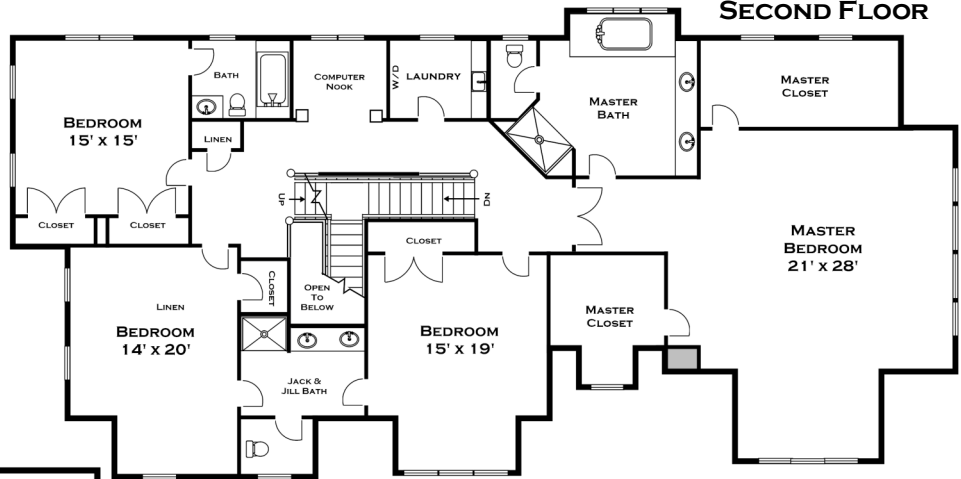 SECOND FLOOR
BATH
COMPUTER
NOOK
W/D
LAUNDRY
MASTER
BATH
MASTER
CLOSET
BEDROOM
15' x 15'
LINEN
UP
DN
CLOSET
CLOSET
CLOSET
MASTER
BEDROOM
21' x 28'
CLOSET
OPEN
TO
BELOW
LINEN
BEDROOM
14' x 20'
BEDROOM
15' x 19'
MASTER
CLOSET
JACK &
JILL BATH